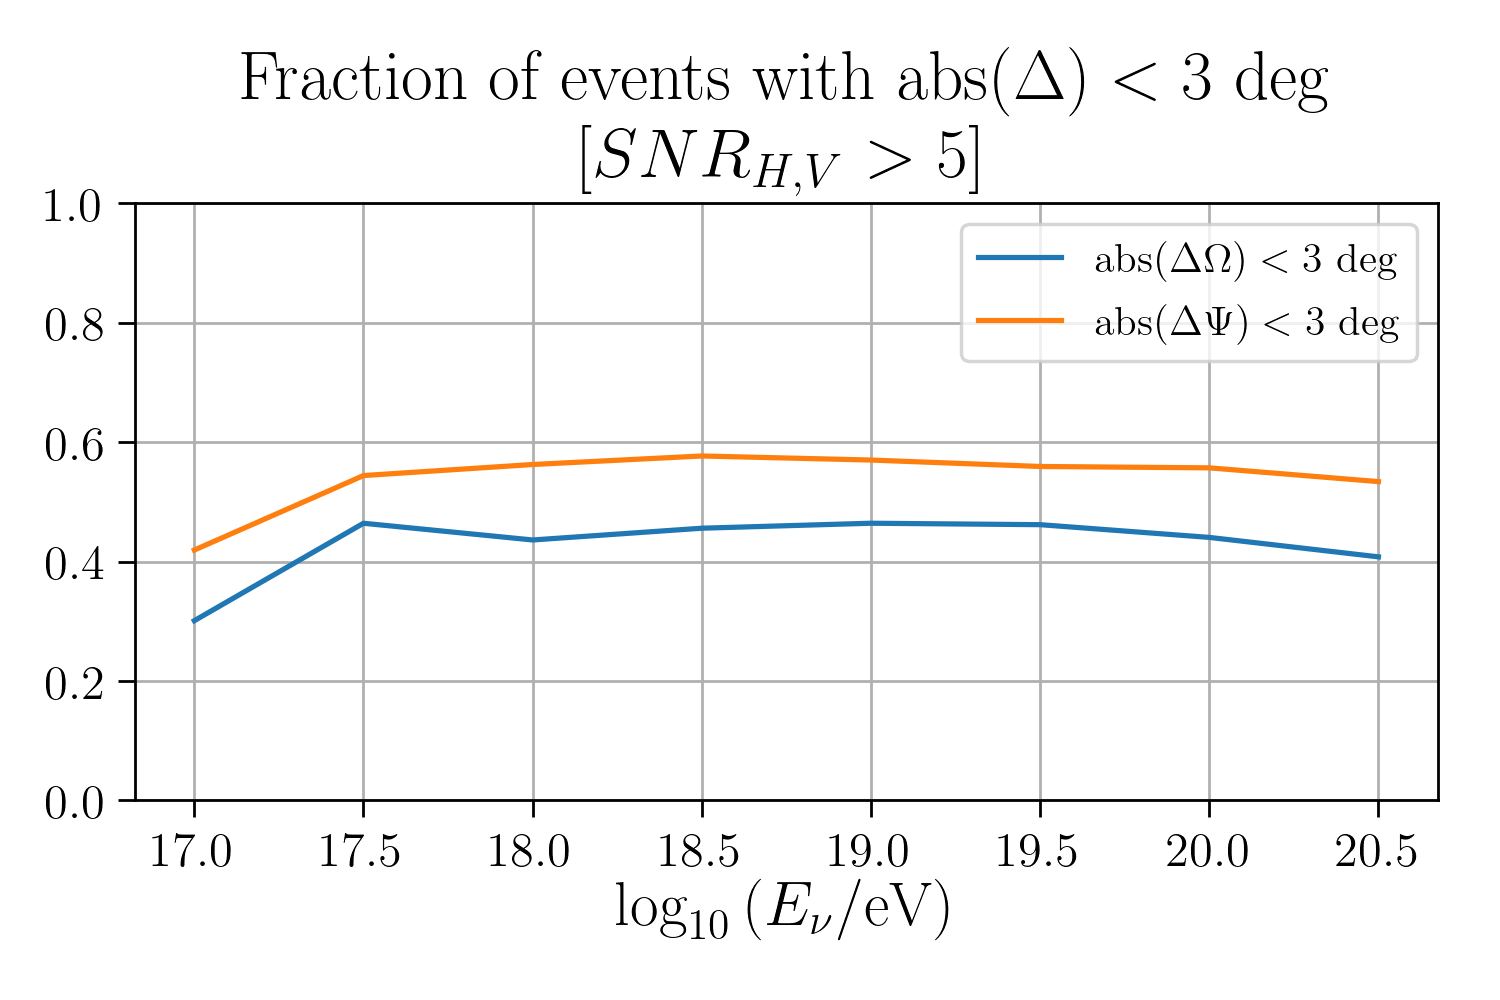 Fraction of events with abs(Δ) < 3 deg
[SNR_{H,V} > 5]
1.0
abs(ΔΩ) < 3 deg
abs(ΔΨ) < 3 deg
0.8
0.6
0.4
0.2
0.0
17.0 17.5 18.0 18.5 19.0 19.5 20.0 20.5
log₁₀ (E_ν/eV)